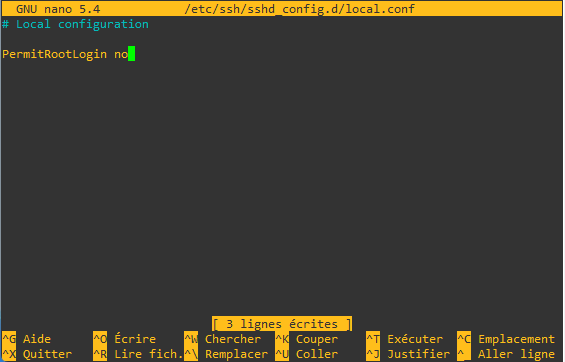 GNU nano 5.4 /etc/ssh/sshd_config.d/local.conf
# Local configuration
PermitRootLogin no
[ 3 lignes écrites ]
^G Aide ^O Écrire ^W Chercher ^K Couper ^T Exécuter ^C Emplacement
^X Quitter ^R Lire fich. ^\ Remplacer ^U Coller ^J Justifier ^_ Aller ligne